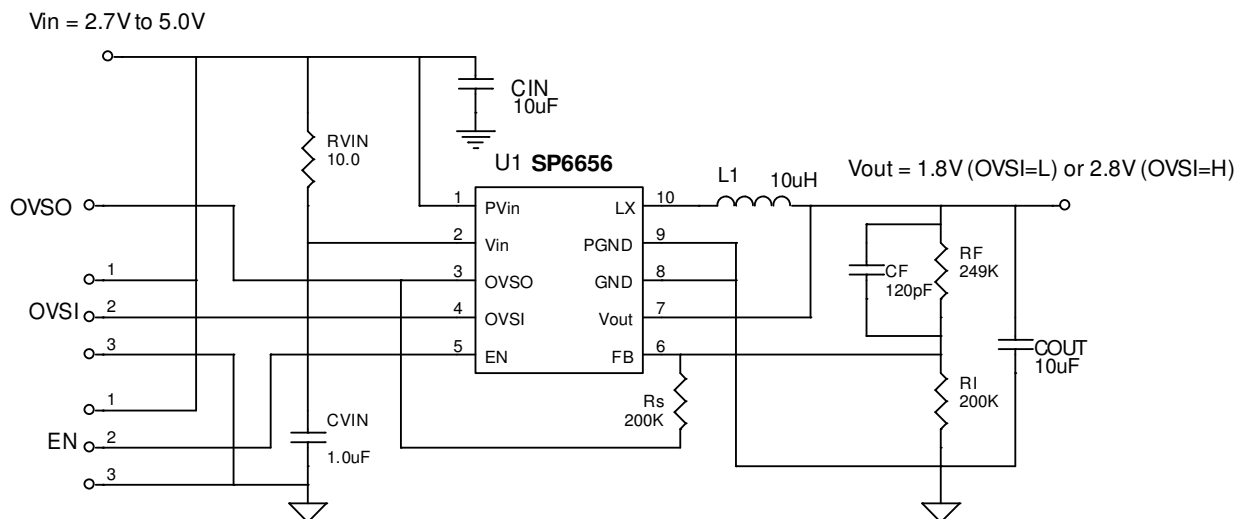 Vin = 2.7V to 5.0V
CIN
10uF
RVIN
10.0
U1 SP6656
L1
10uH
Vout = 1.8V (OVSI=L) or 2.8V (OVSI=H)
OVSO
1 PVin LX 10
2 Vin PGND 9
3 OVSO GND 8
4 OVSI Vout 7
5 EN FB 6
1
OVSI 2
3
1
EN 2
3
CF
120pF
RF
249K
COUT
10uF
RI
200K
Rs
200K
CVIN
1.0uF